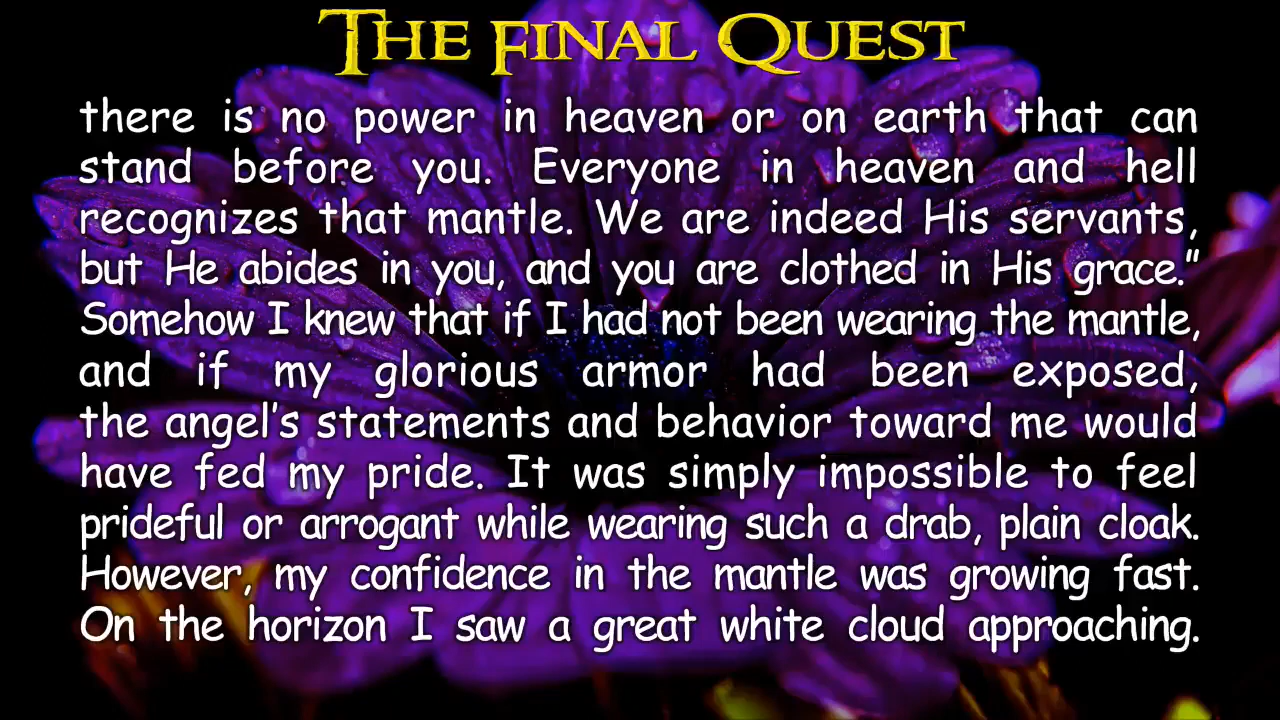 THE FINAL QUEST
there is no power in heaven or on earth that can
stand before you. Everyone in heaven and hell
recognizes that mantle. We are indeed His servants,
but He abides in you, and you are clothed in His grace."
Somehow I knew that if I had not been wearing the mantle,
and if my glorious armor had been exposed,
the angel's statements and behavior toward me would
have fed my pride. It was simply impossible to feel
prideful or arrogant while wearing such a drab, plain cloak.
However, my confidence in the mantle was growing fast.
On the horizon I saw a great white cloud approaching.